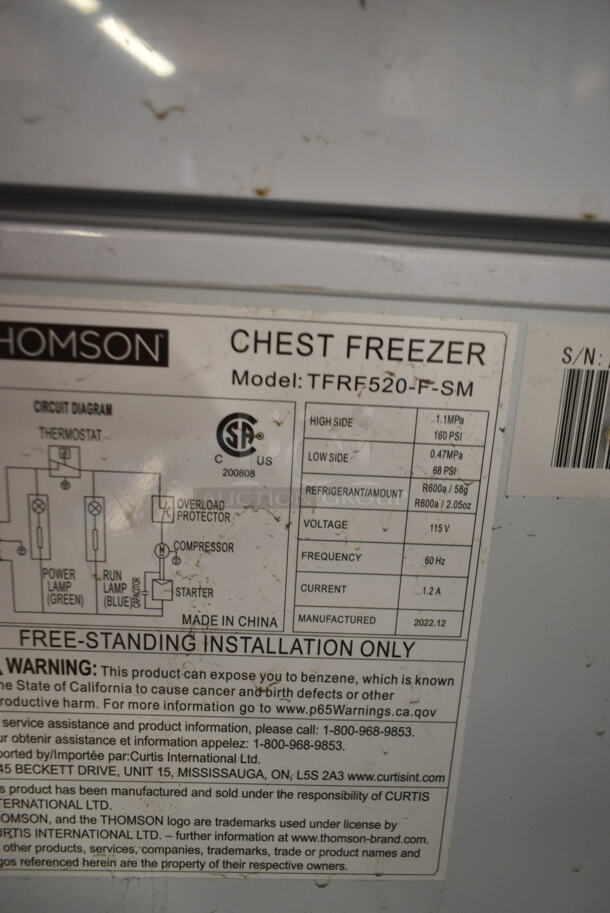 HOMSON
CHEST FREEZER
Model: TFRF520-F-SM
S/N:
CIRCUIT DIAGRAM
THERMOSTAT
C US
200808
OVERLOAD
PROTECTOR
COMPRESSOR
POWER
LAMP
(GREEN)
RUN
LAMP
(BLUE)
CAPACITOR
STARTER
HIGH SIDE 1.1MPa
160 PSI
LOW SIDE 0.47MPa
68 PSI
REFRIGERANT/AMOUNT R600a / 58g
R600a / 2.05oz
VOLTAGE 115 V
FREQUENCY 60 Hz
CURRENT 1.2 A
MANUFACTURED 2022.12
MADE IN CHINA
AUCTION GROUP
FREE-STANDING INSTALLATION ONLY
WARNING: This product can expose you to benzene, which is known
he State of California to cause cancer and birth defects or other
roductive harm. For more information go to www.p65Warnings.ca.gov
service assistance and product information, please call: 1-800-968-9853.
ur obtenir assistance et information appelez: 1-800-968-9853.
ported by/Importée par:Curtis International Ltd.
45 BECKETT DRIVE, UNIT 15, MISSISSAUGA, ON, L5S 2A3 www.curtisint.com
s product has been manufactured and sold under the responsibility of CURTIS
TERNATIONAL LTD.
OMSON, and the THOMSON logo are trademarks used under license by
URTIS INTERNATIONAL LTD. – further information at www.thomson-brand.com.
other products, services, companies, trademarks, trade or product names and
gos referenced herein are the property of their respective owners.